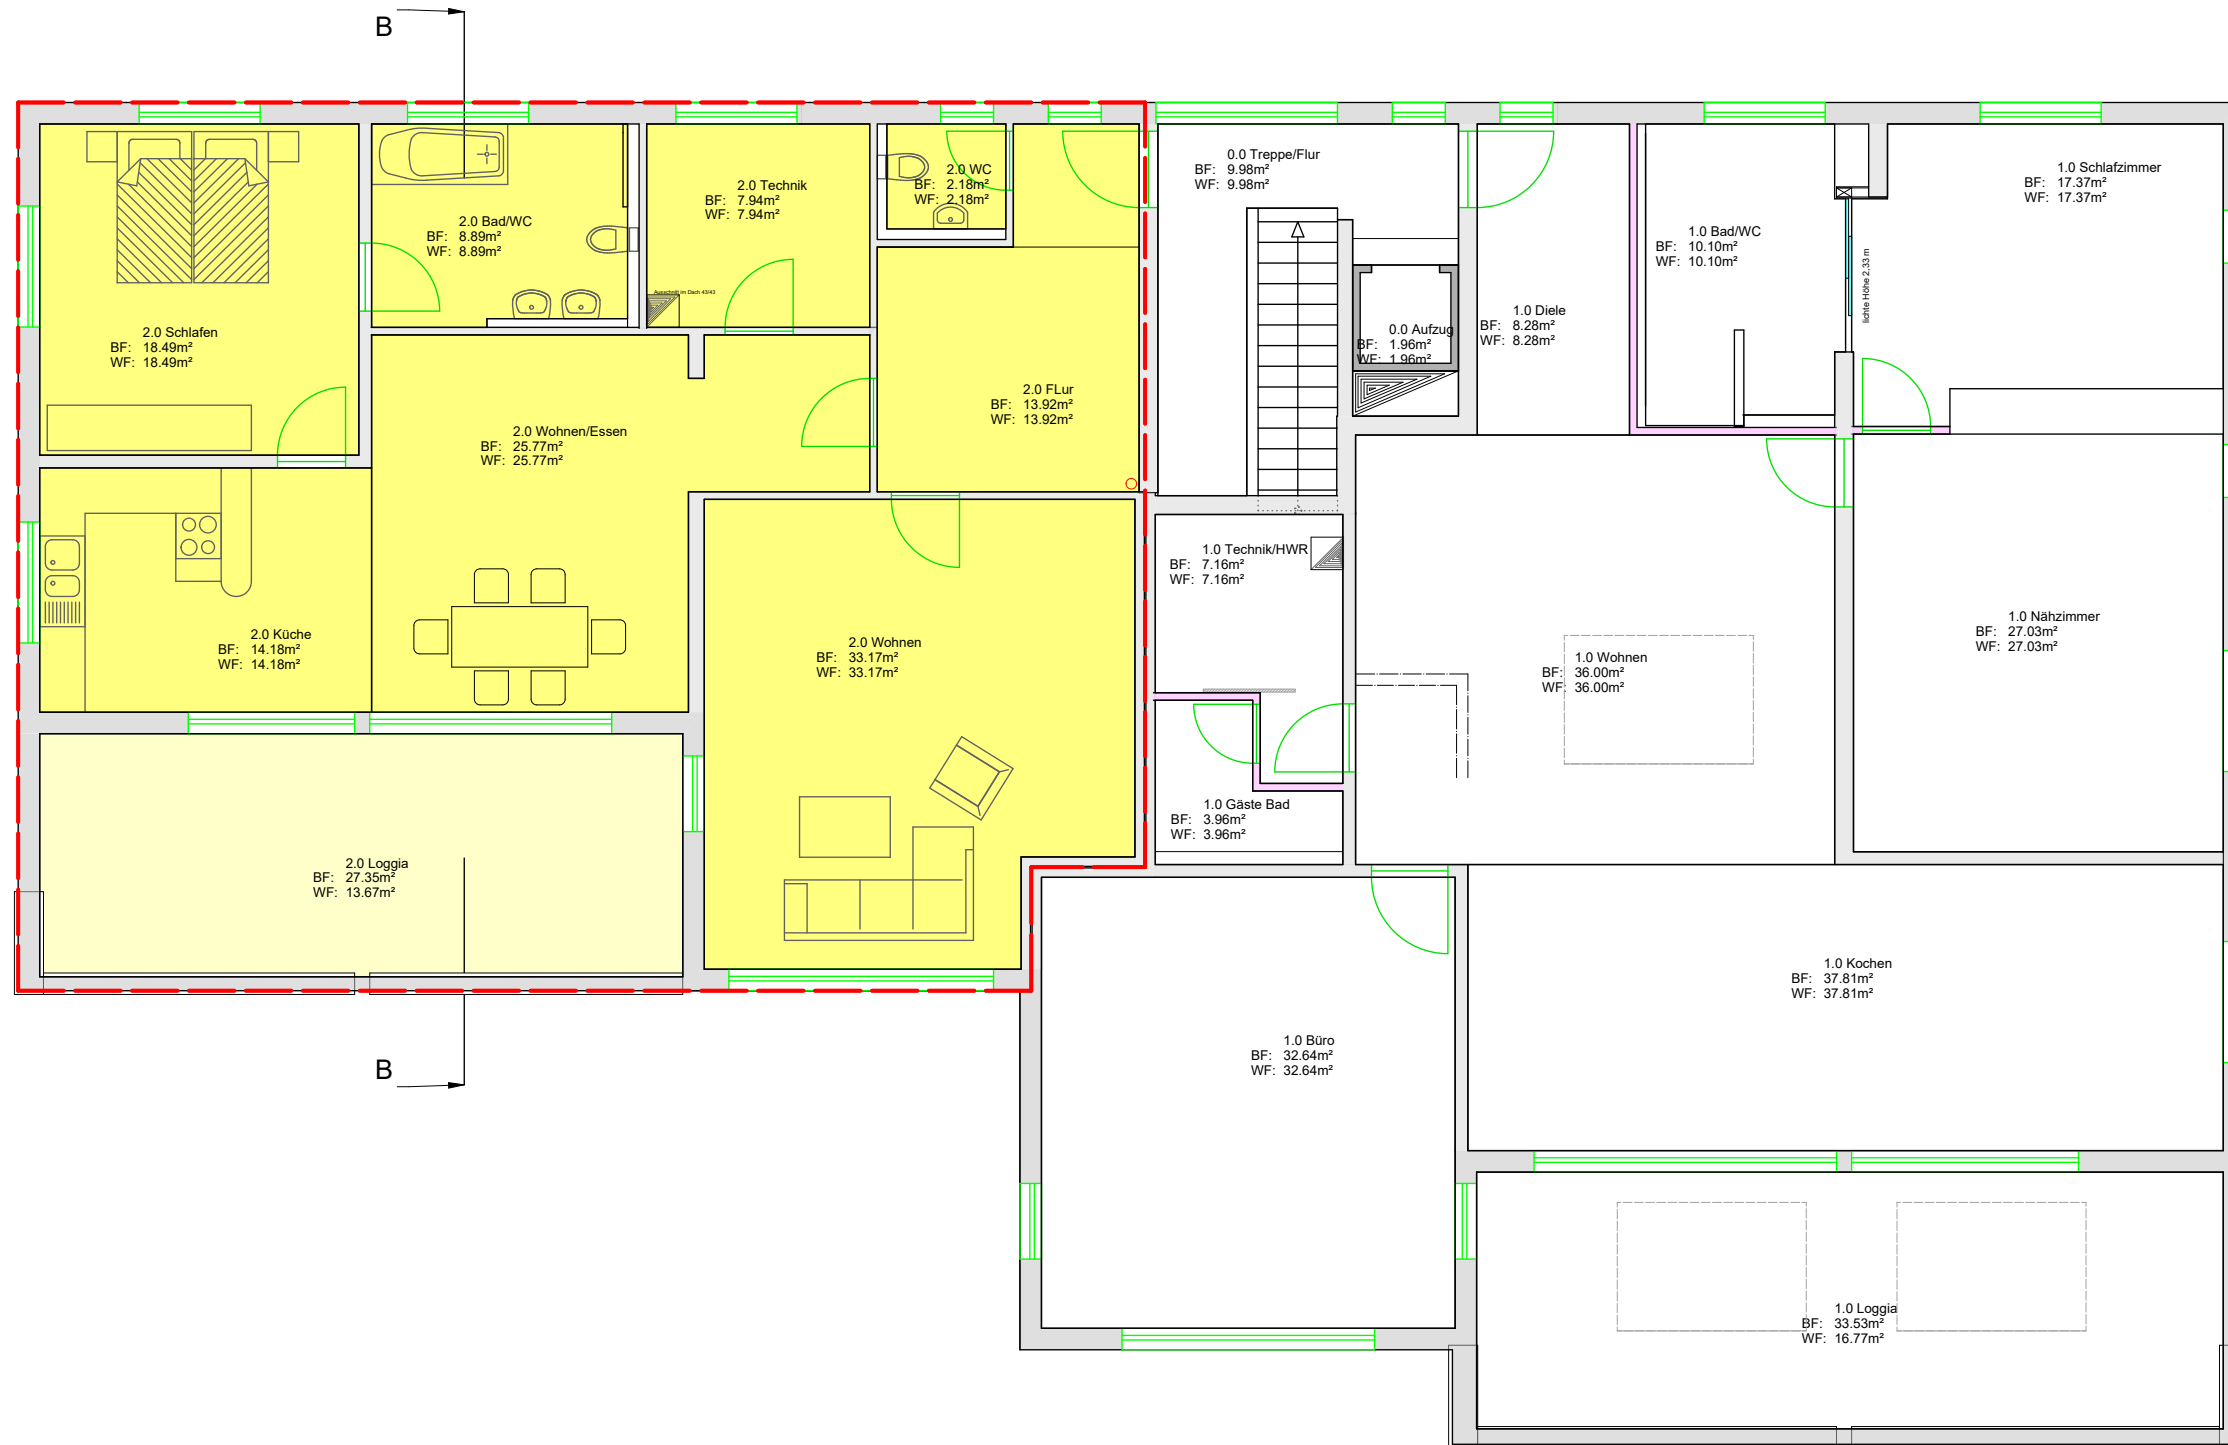 B
0.0 Treppe/Flur
BF: 9.98m²
WF: 9.98m²
2.0 WC
BF: 2.18m²
WF: 2.18m²
1.0 Schlafzimmer
BF: 17.37m²
WF: 17.37m²
2.0 Technik
BF: 7.94m²
WF: 7.94m²
2.0 Bad/WC
BF: 8.89m²
WF: 8.89m²
1.0 Bad/WC
BF: 10.10m²
WF: 10.10m²
lichte Höhe 2,33 m
Ausschnitt im Dach 43/43
1.0 Diele
BF: 8.28m²
WF: 8.28m²
2.0 Schlafen
BF: 18.49m²
WF: 18.49m²
0.0 Aufzug
BF: 1.96m²
WF: 1.96m²
2.0 FLur
BF: 13.92m²
WF: 13.92m²
2.0 Wohnen/Essen
BF: 25.77m²
WF: 25.77m²
1.0 Technik/HWR
BF: 7.16m²
WF: 7.16m²
1.0 Nähzimmer
BF: 27.03m²
WF: 27.03m²
2.0 Küche
BF: 14.18m²
WF: 14.18m²
2.0 Wohnen
BF: 33.17m²
WF: 33.17m²
1.0 Wohnen
BF: 36.00m²
WF: 36.00m²
1.0 Gäste Bad
BF: 3.96m²
WF: 3.96m²
2.0 Loggia
BF: 27.35m²
WF: 13.67m²
1.0 Kochen
BF: 37.81m²
WF: 37.81m²
1.0 Büro
BF: 32.64m²
WF: 32.64m²
B
1.0 Loggia
BF: 33.53m²
WF: 16.77m²